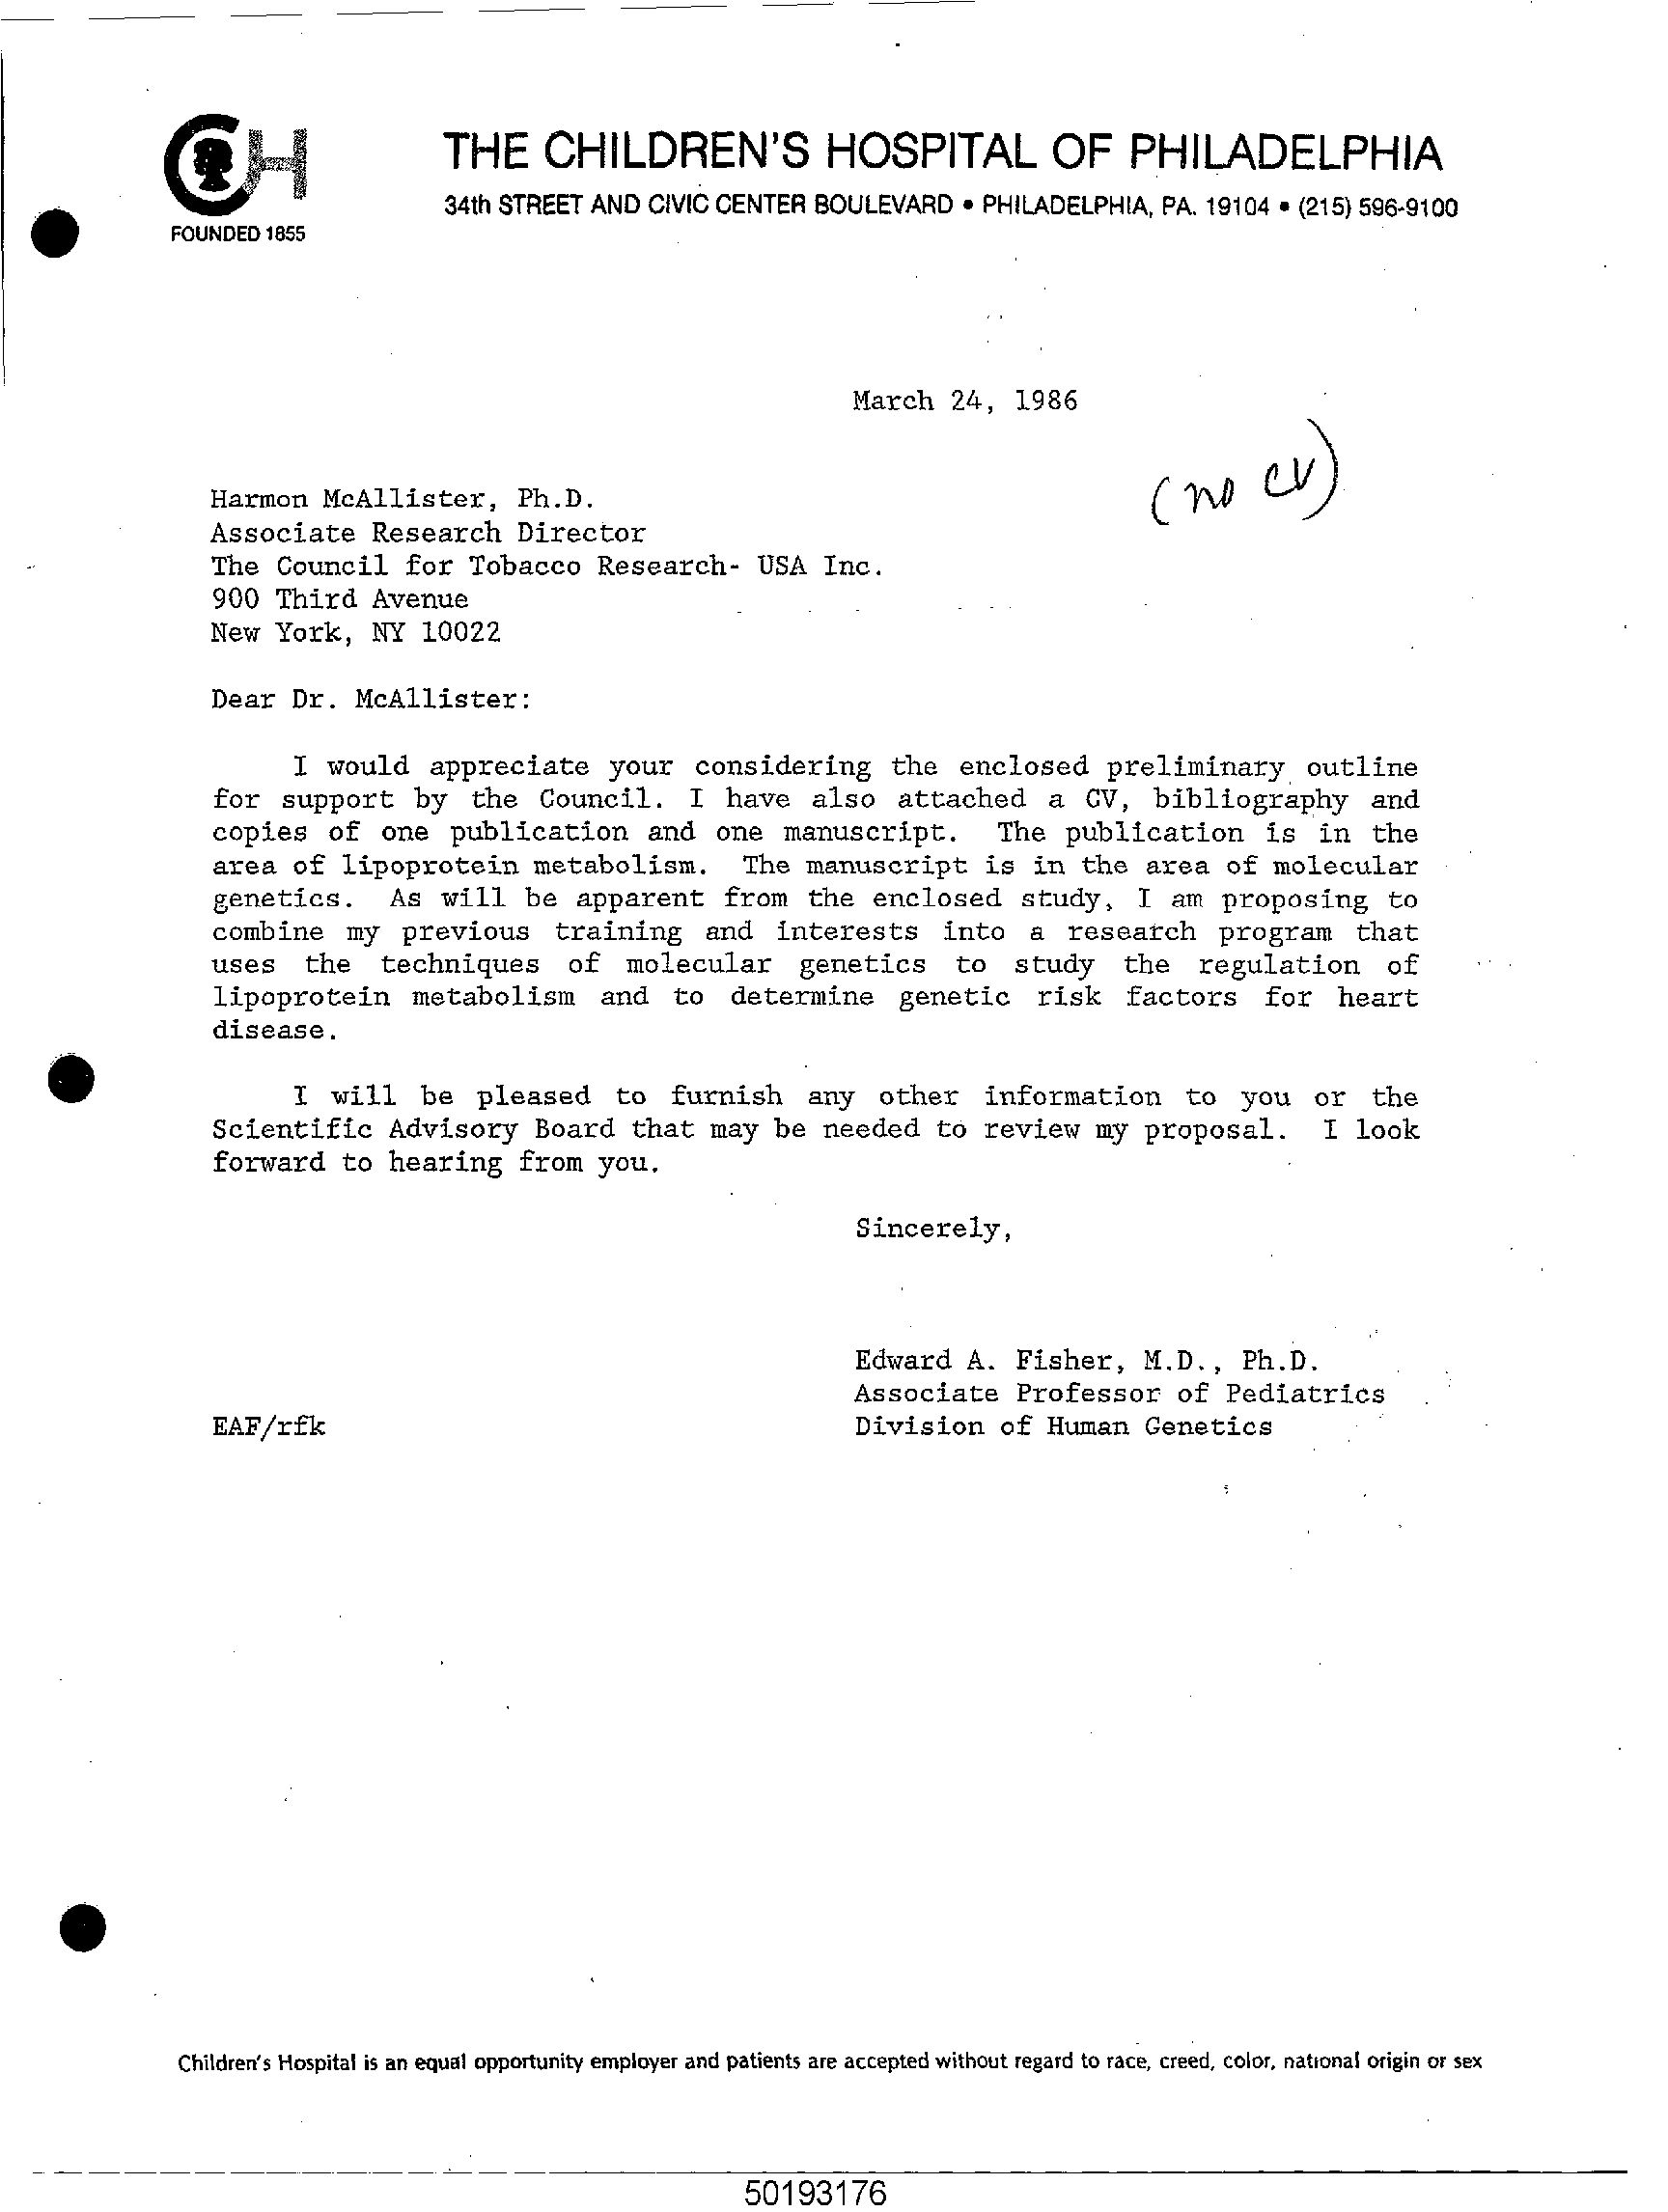 CH
FOUNDED 1855
THE CHILDREN'S HOSPITAL OF PHILADELPHIA
34th STREET AND CIVIC CENTER BOULEVARD • PHILADELPHIA, PA. 19104 • (215) 596-9100
March 24, 1986
(no CV)
Harmon McAllister, Ph.D.
Associate Research Director
The Council for Tobacco Research- USA Inc.
900 Third Avenue
New York, NY 10022
Dear Dr. McAllister:
I would appreciate your considering the enclosed preliminary outline
for support by the Council. I have also attached a CV, bibliography and
copies of one publication and one manuscript. The publication is in the
area of lipoprotein metabolism. The manuscript is in the area of molecular
genetics. As will be apparent from the enclosed study, I am proposing to
combine my previous training and interests into a research program that
uses the techniques of molecular genetics to study the regulation of
lipoprotein metabolism and to determine genetic risk factors for heart
disease.
I will be pleased to furnish any other information to you or the
Scientific Advisory Board that may be needed to review my proposal. I look
forward to hearing from you.
Sincerely,
Edward A. Fisher, M.D., Ph.D.
Associate Professor of Pediatrics
Division of Human Genetics
EAF/rfk
Children's Hospital is an equal opportunity employer and patients are accepted without regard to race, creed, color, national origin or sex
50193176